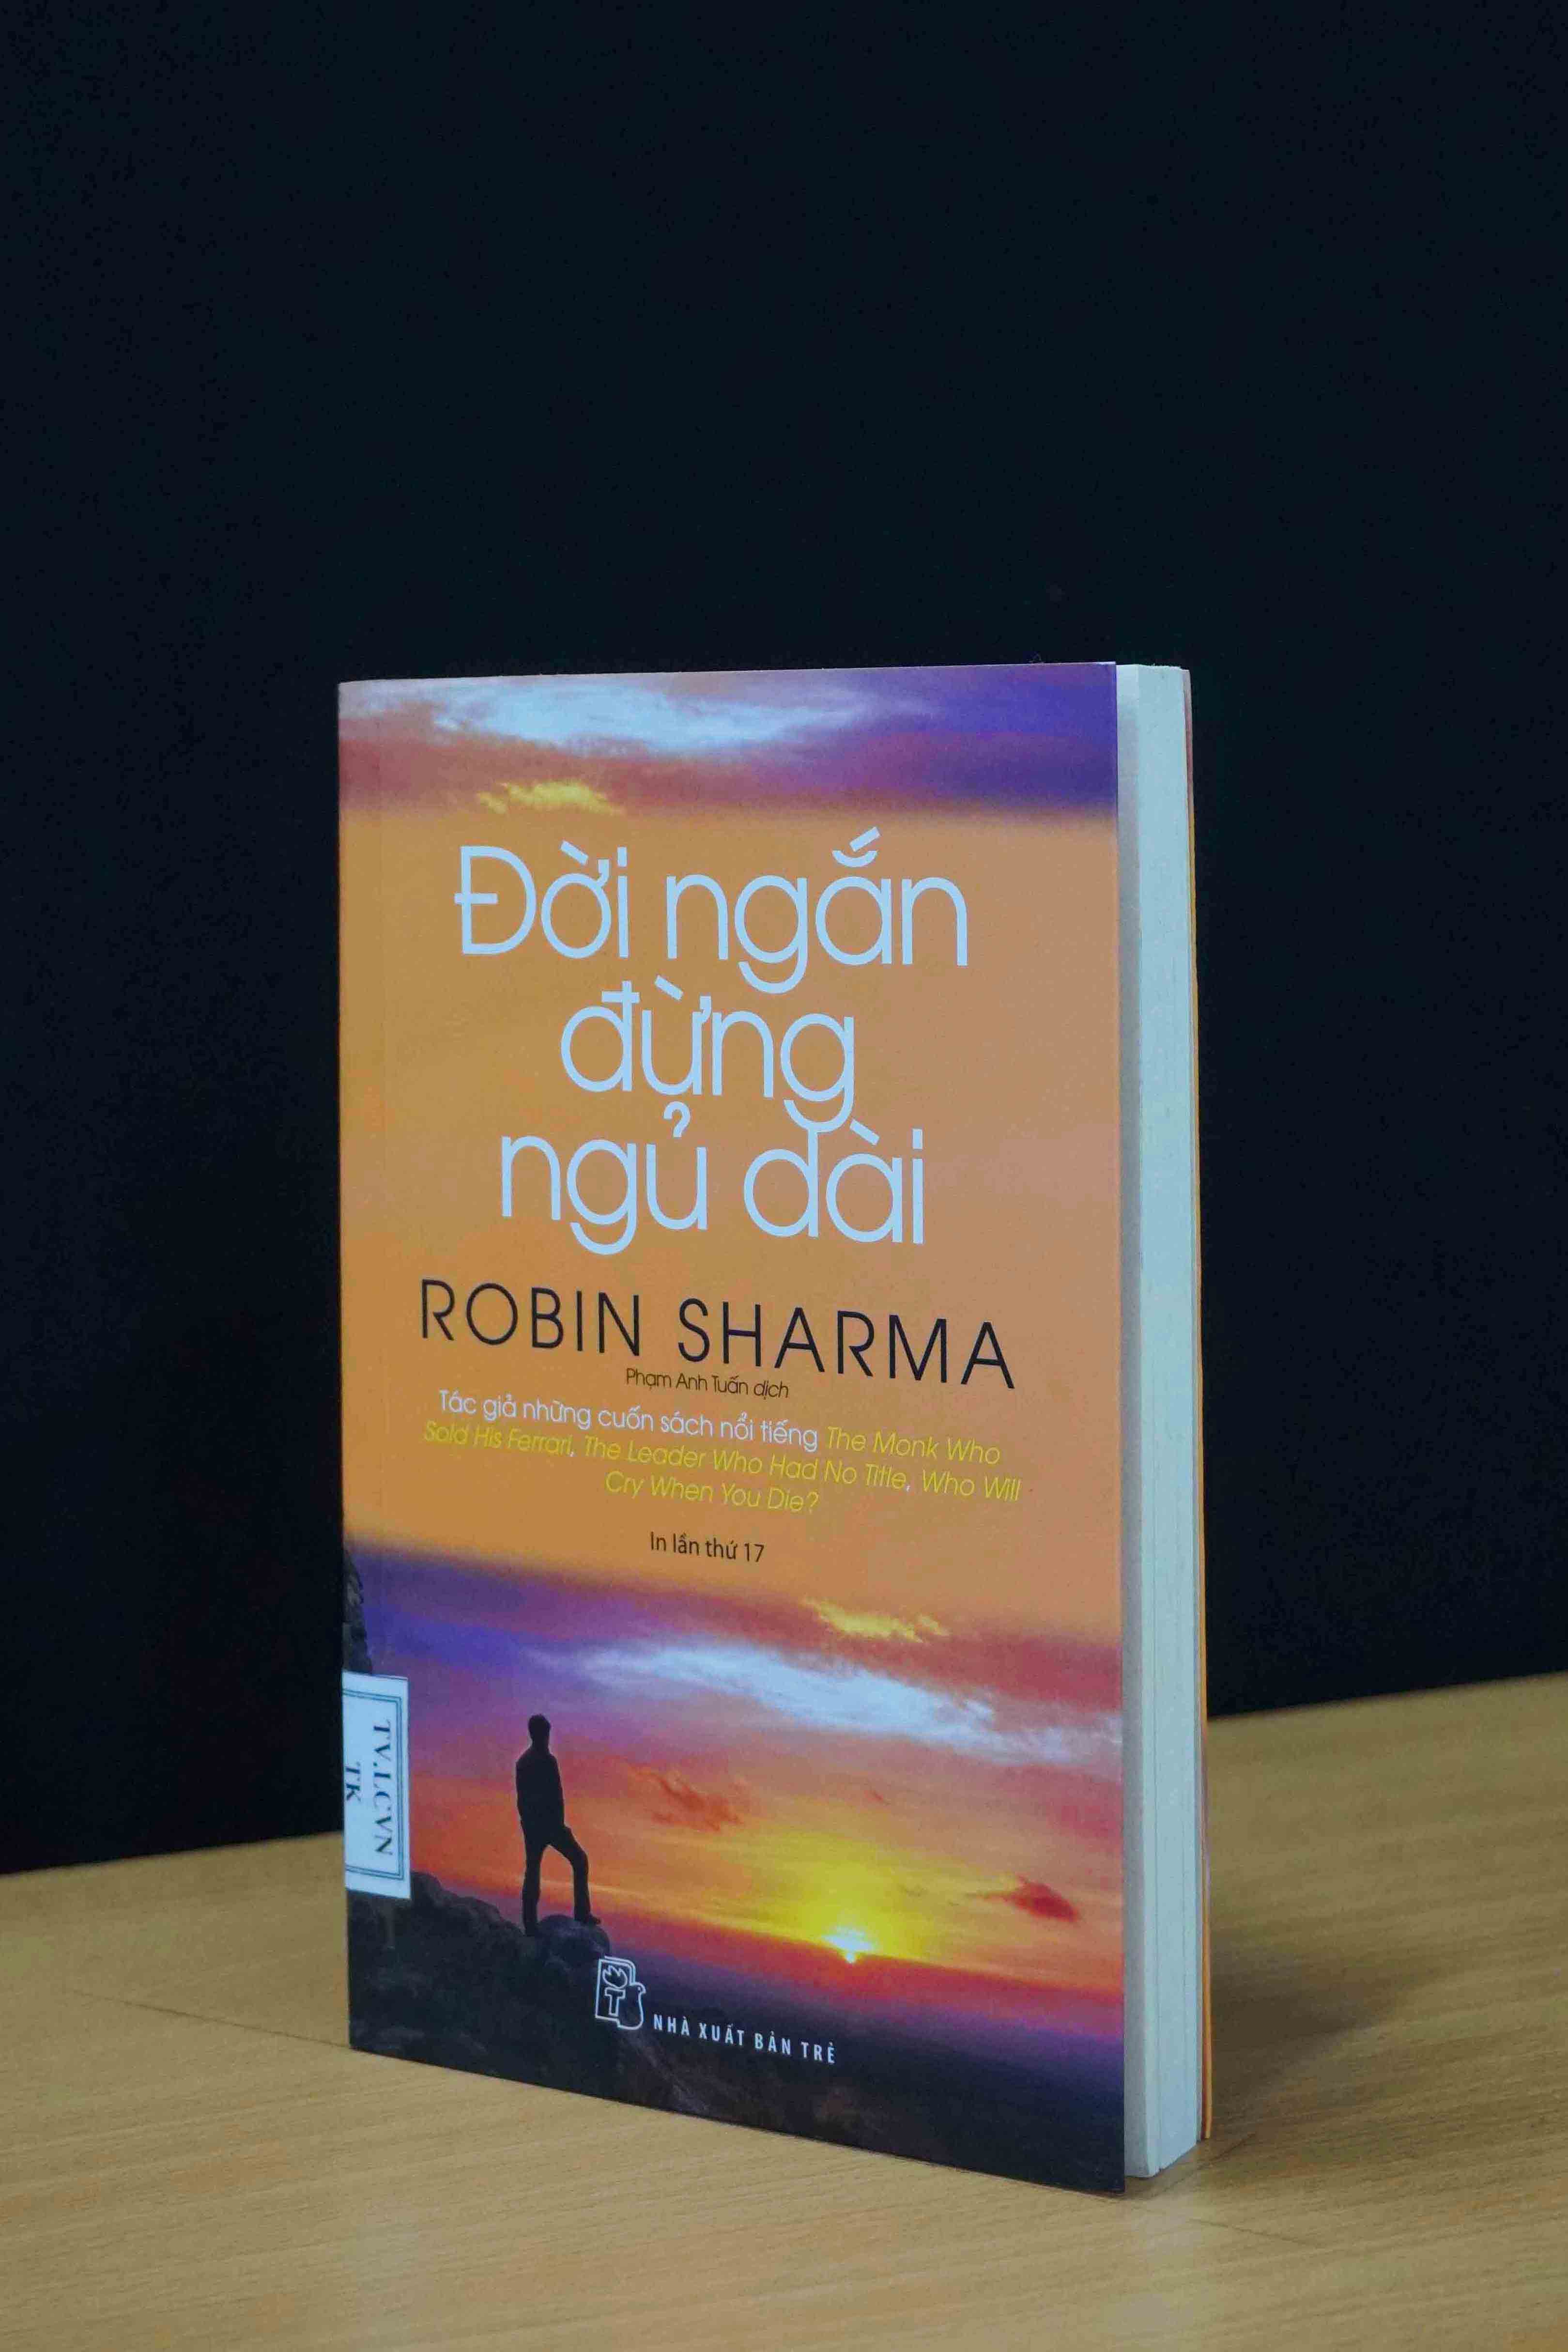 Đời ngắn
đừng
ngủ dài
ROBIN SHARMA
Phạm Anh Tuấn dịch
Tác giả những cuốn sách nổi tiếng The Monk Who
Sold His Ferrari, The Leader Who Had No Title, Who Will
Cry When You Die?
In lần thứ 17
TV.LCVN
TK
T
NHÀ XUẤT BẢN TRẺ